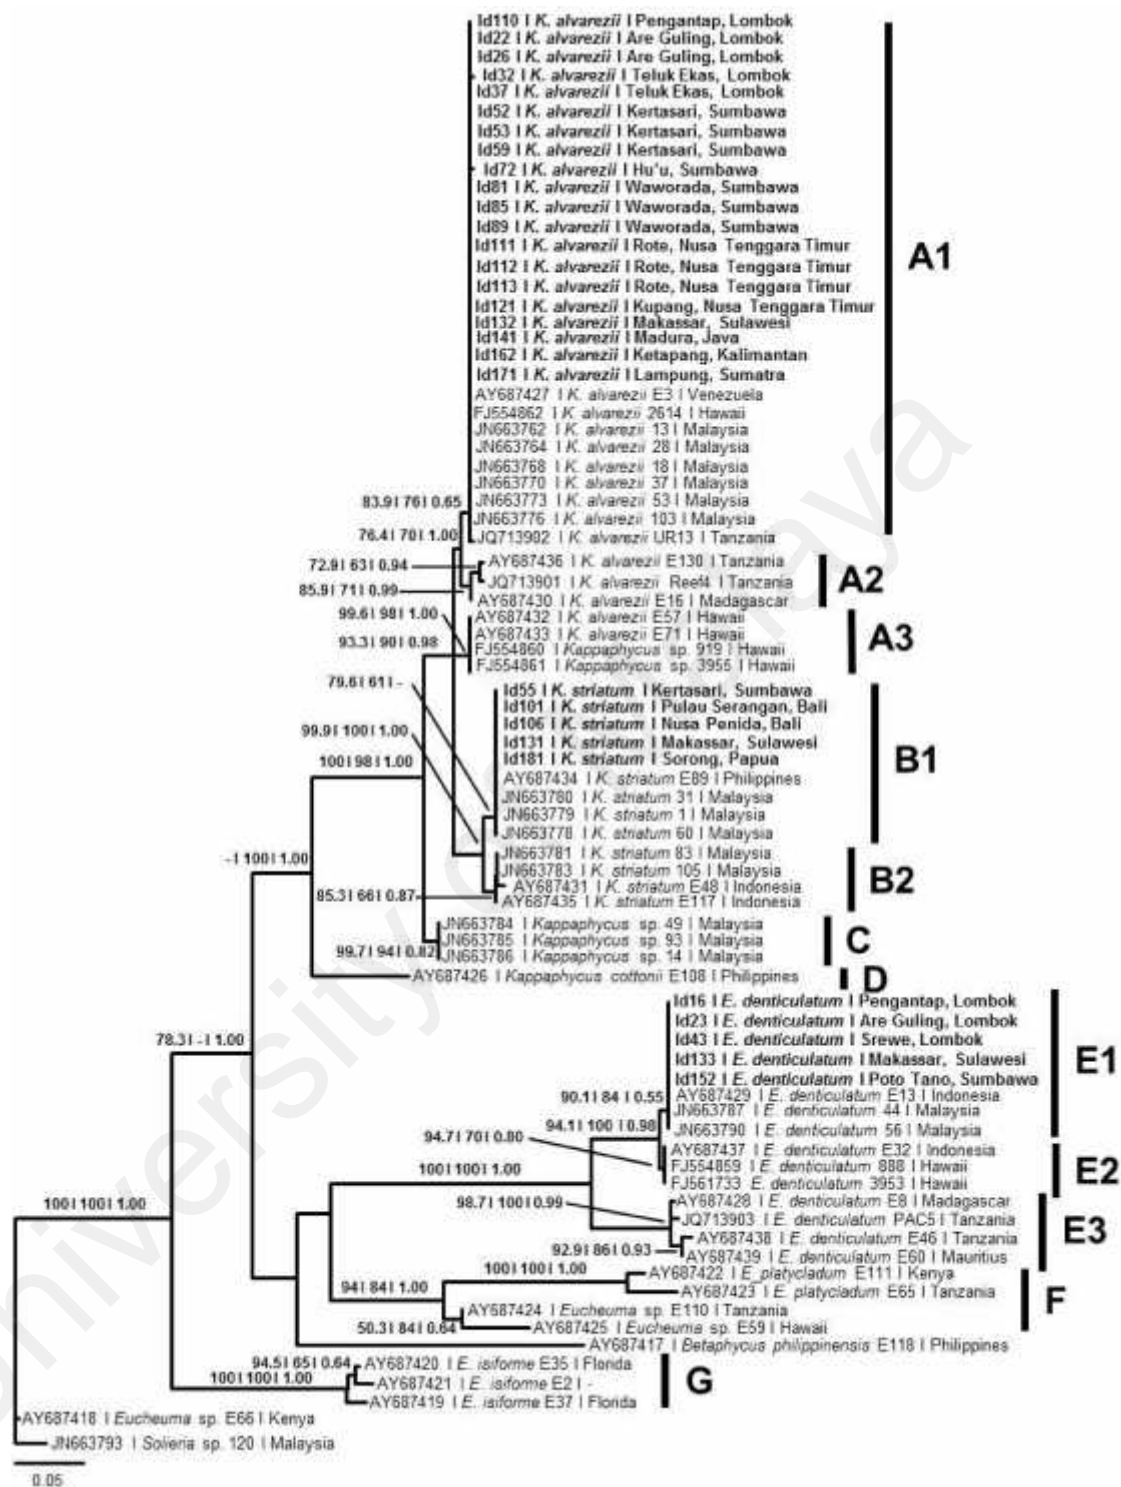 Id110 | K. alvarezii | Pengantap, Lombok
Id22 | K. alvarezii | Are Guling, Lombok
Id26 | K. alvarezii | Are Guling, Lombok
Id32 | K. alvarezii | Teluk Ekas, Lombok
Id37 | K. alvarezii | Teluk Ekas, Lombok
Id52 | K. alvarezii | Kertasari, Sumbawa
Id53 | K. alvarezii | Kertasari, Sumbawa
Id59 | K. alvarezii | Kertasari, Sumbawa
Id72 | K. alvarezii | Hu'u, Sumbawa
Id81 | K. alvarezii | Waworada, Sumbawa
Id85 | K. alvarezii | Waworada, Sumbawa
Id89 | K. alvarezii | Waworada, Sumbawa
Id111 | K. alvarezii | Rote, Nusa Tenggara Timur
A1
Id112 | K. alvarezii | Rote, Nusa Tenggara Timur
Id113 | K. alvarezii | Rote, Nusa Tenggara Timur
Id121 | K. alvarezii | Kupang, Nusa Tenggara Timur
Id132 | K. alvarezii | Makassar, Sulawesi
Id141 | K. alvarezii | Madura, Java
Id162 | K. alvarezii | Ketapang, Kalimantan
Id171 | K. alvarezii | Lampung, Sumatra
AY687427 | K. alvarezii E3 | Venezuela
FJ554862 | K. alvarezii 2614 | Hawaii
JN663762 | K. alvarezii 13 | Malaysia
JN663764 | K. alvarezii 28 | Malaysia
JN663768 | K. alvarezii 18 | Malaysia
JN663770 | K. alvarezii 37 | Malaysia
83.9| 76| 0.65
JN663773 | K. alvarezii 53 | Malaysia
JN663776 | K. alvarezii 103 | Malaysia
76.4| 70| 1.00
JQ713902 | K. alvarezii UR13 | Tanzania
72.9| 63| 0.94
AY687436 | K. alvarezii E130 | Tanzania
JQ713901 | K. alvarezii Reef4 | Tanzania
A2
85.9| 71| 0.99
AY687430 | K. alvarezii E16 | Madagascar
99.6| 98| 1.00
AY687432 | K. alvarezii E57 | Hawaii
AY687433 | K. alvarezii E71 | Hawaii
A3
93.3| 90| 0.98
FJ554860 | Kappaphycus sp. 919 | Hawaii
FJ554861 | Kappaphycus sp. 3955 | Hawaii
79.6| 61| -
Id55 | K. striatum | Kertasari, Sumbawa
Id101 | K. striatum | Pulau Serangan, Bali
Id106 | K. striatum | Nusa Penida, Bali
99.9| 100| 1.00
Id131 | K. striatum | Makassar, Sulawesi
Id181 | K. striatum | Sorong, Papua
B1
100| 98| 1.00
AY687434 | K. striatum E89 | Philippines
JN663780 | K. striatum 31 | Malaysia
JN663779 | K. striatum 1 | Malaysia
JN663778 | K. striatum 60 | Malaysia
-| 100| 1.00
JN663781 | K. striatum 83 | Malaysia
JN663783 | K. striatum 105 | Malaysia
B2
AY687431 | K. striatum E48 | Indonesia
85.3| 66| 0.87
AY687435 | K. striatum E117 | Indonesia
JN663784 | Kappaphycus sp. 49 | Malaysia
JN663785 | Kappaphycus sp. 93 | Malaysia
C
99.7| 94| 0.82
JN663786 | Kappaphycus sp. 14 | Malaysia
AY687426 | Kappaphycus cottonii E108 | Philippines
D
Id16 | E. denticulatum | Pengantap, Lombok
Id23 | E. denticulatum | Are Guling, Lombok
78.3| -| 1.00
Id43 | E. denticulatum | Srewe, Lombok
Id133 | E. denticulatum | Makassar, Sulawesi
E1
Id152 | E. denticulatum | Poto Tano, Sumbawa
90.1| 84 | 0.55
AY687429 | E. denticulatum E13 | Indonesia
JN663787 | E. denticulatum 44 | Malaysia
94.1| 100 | 0.98
JN663790 | E. denticulatum 56 | Malaysia
94.7| 70| 0.80
AY687437 | E. denticulatum E32 | Indonesia
FJ554859 | E. denticulatum 888 | Hawaii
E2
100| 100| 1.00
FJ561733 E. denticulatum 3953 | Hawaii
98.7| 100| 0.99
AY687428 | E. denticulatum E8 | Madagascar
100| 100| 1.00
JQ713903 | E. denticulatum PAC5 | Tanzania
E3
AY687438 | E. denticulatum E46 | Tanzania
92.9| 86| 0.93
AY687439 | E. denticulatum E60 | Mauritius
100| 100| 1.00
AY687422 | E_platycladum E111 | Kenya
94| 84| 1.00
AY687423 | E. platycladum E65 | Tanzania
F
AY687424 | Eucheuma sp. E110 | Tanzania
50.3| 84| 0.64
AY687425 | Eucheuma sp. E59 | Hawaii
AY687417 | Betaphycus philippinensis E118 | Philippines
94.5| 65| 0.64
AY687420 | E. isiforme E35 | Florida
100| 100| 1.00
AY687421 | E. isiforme E2 | -
G
AY687419 | E. isiforme E37 | Florida
AY687418 | Eucheuma sp. E66 | Kenya
JN663793 | Solieria sp. 120 | Malaysia
0.05